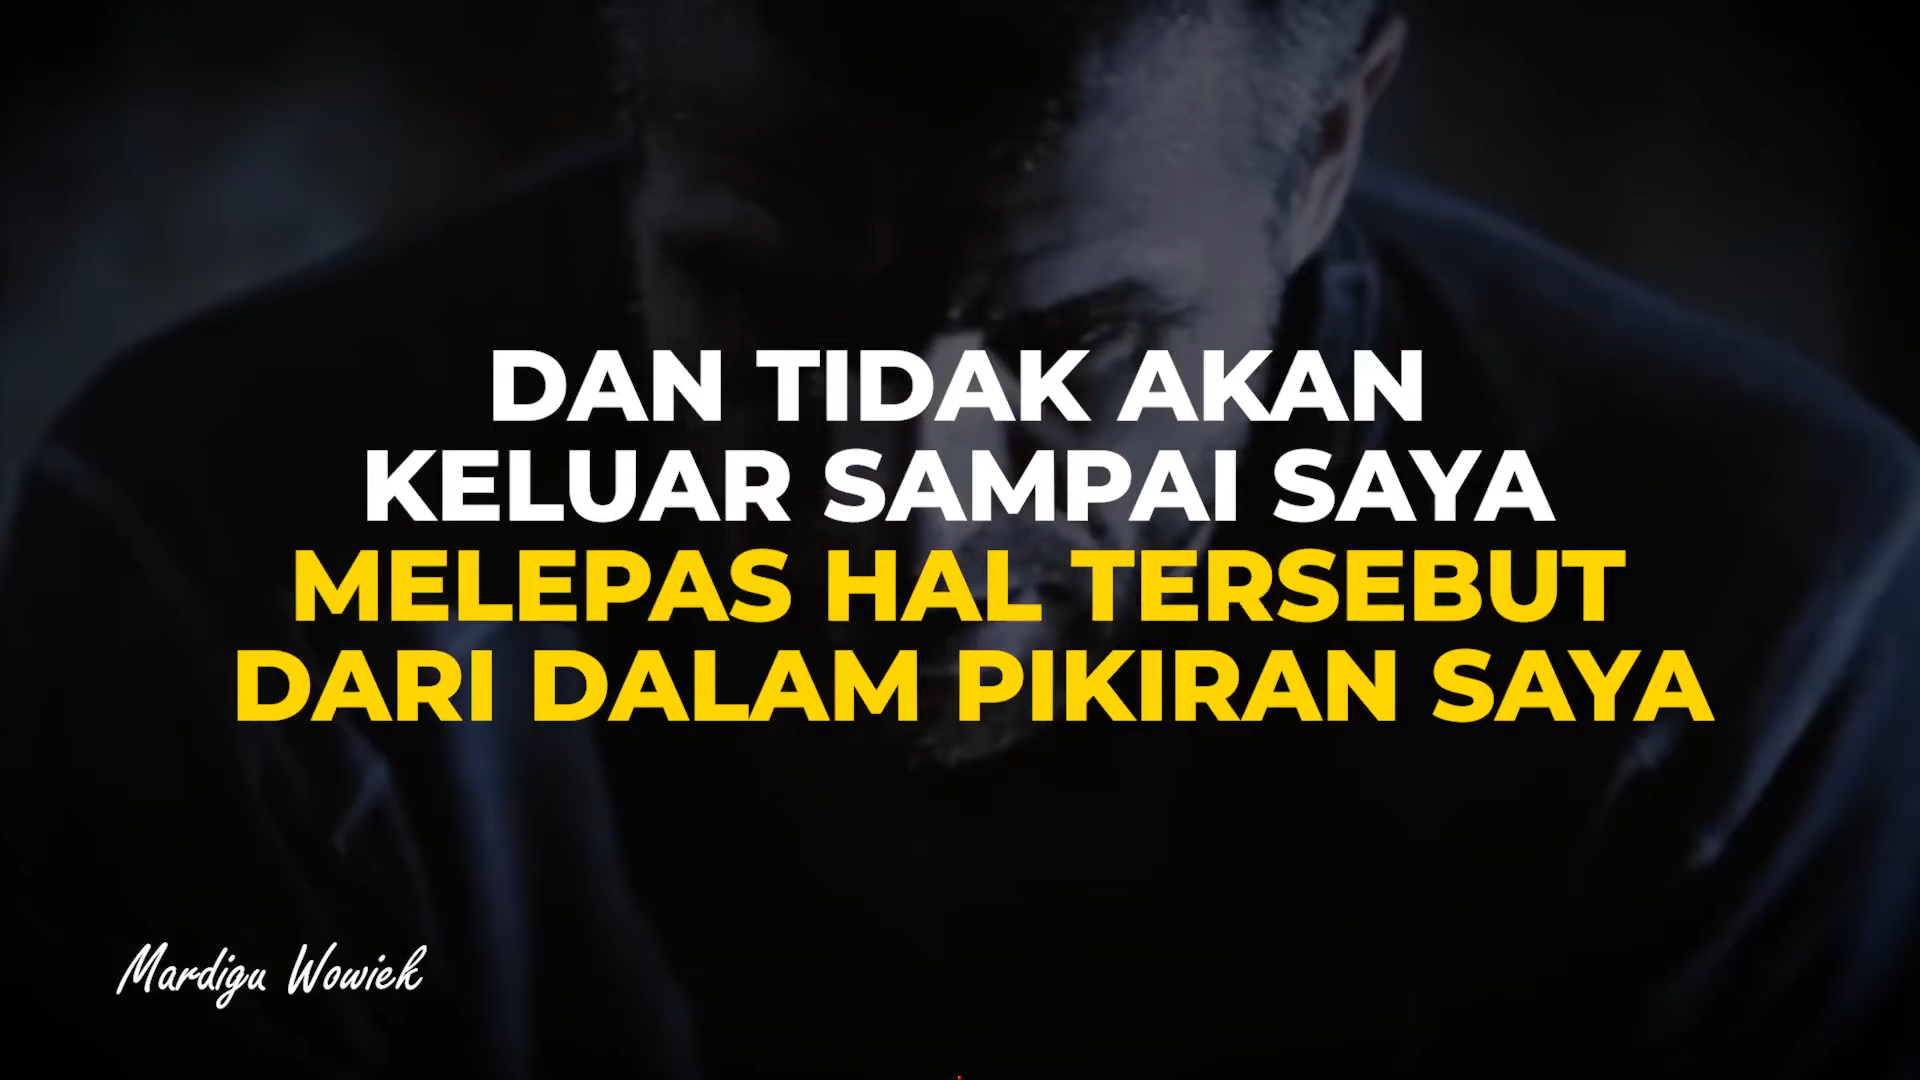 DAN TIDAK AKAN
KELUAR SAMPAI SAYA
MELEPAS HAL TERSEBUT
DARI DALAM PIKIRAN SAYA
Mardigu Wowiek